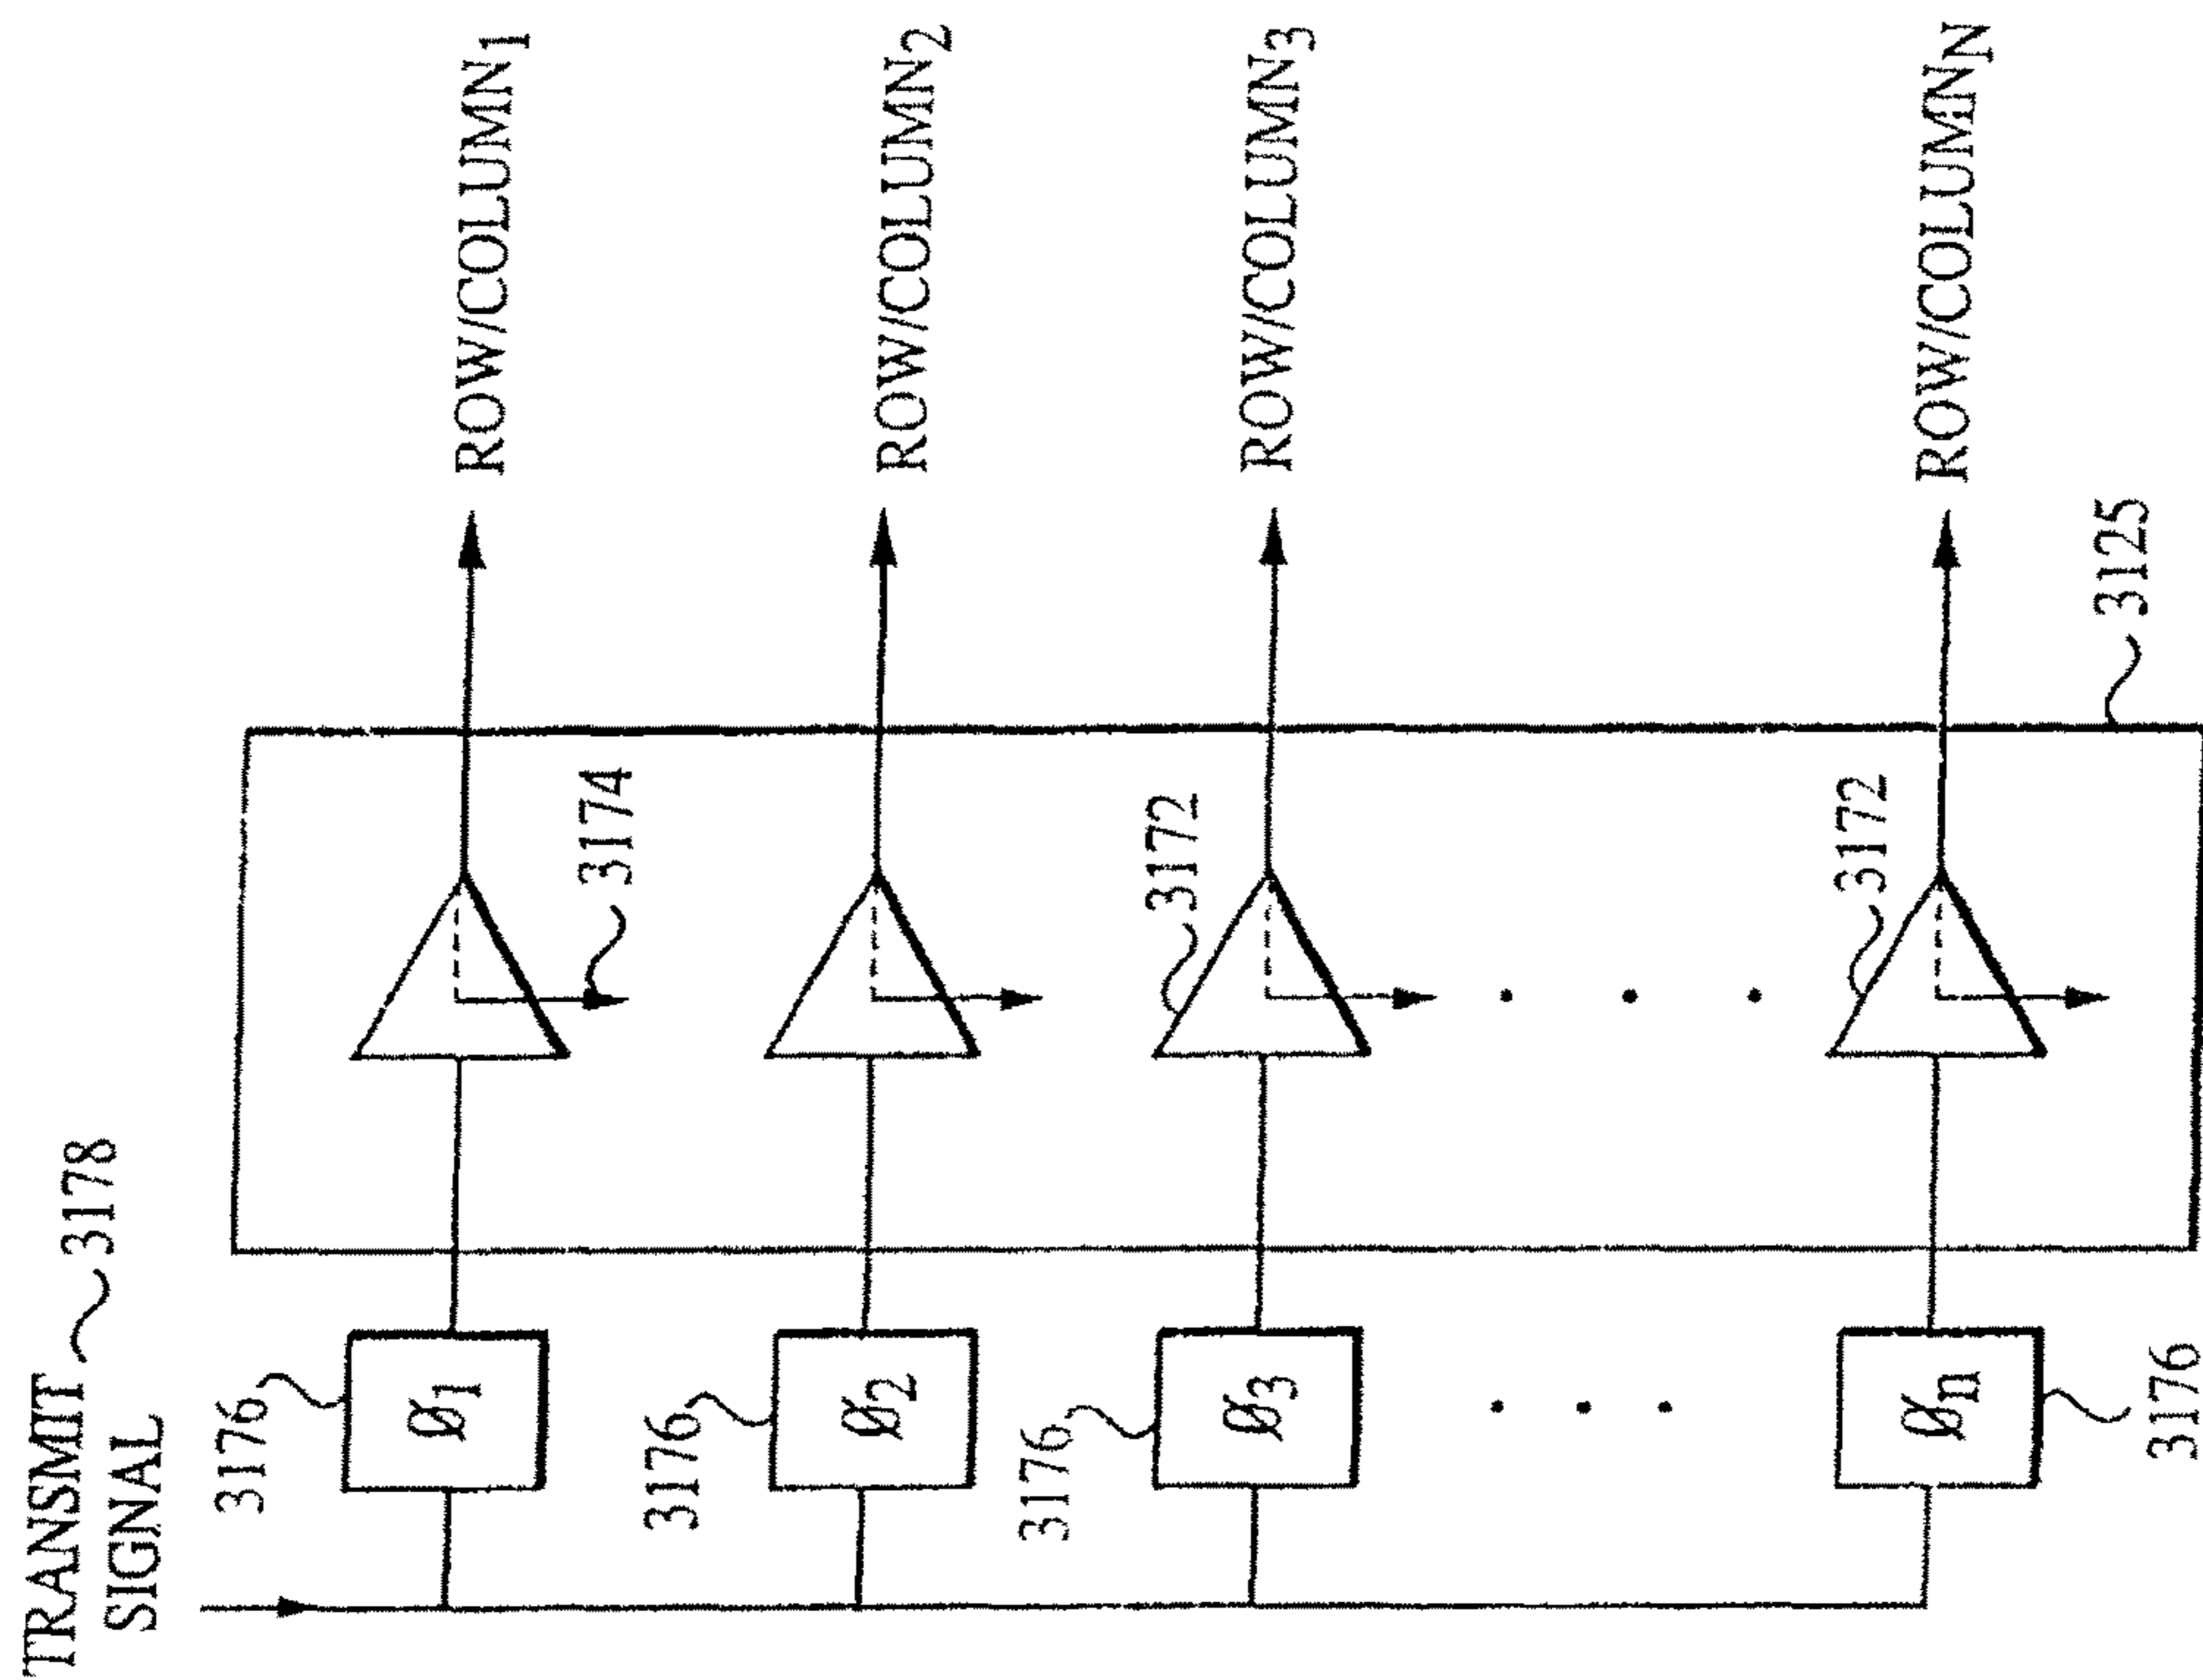 TRANSMIT
SIGNAL
3178
3176
Ø1
3174
ROW/COLUMN1
3176
Ø2
ROW/COLUMN2
3176
Ø3
3172
ROW/COLUMN3
Øn
3176
3172
ROW/COLUMNN
3125